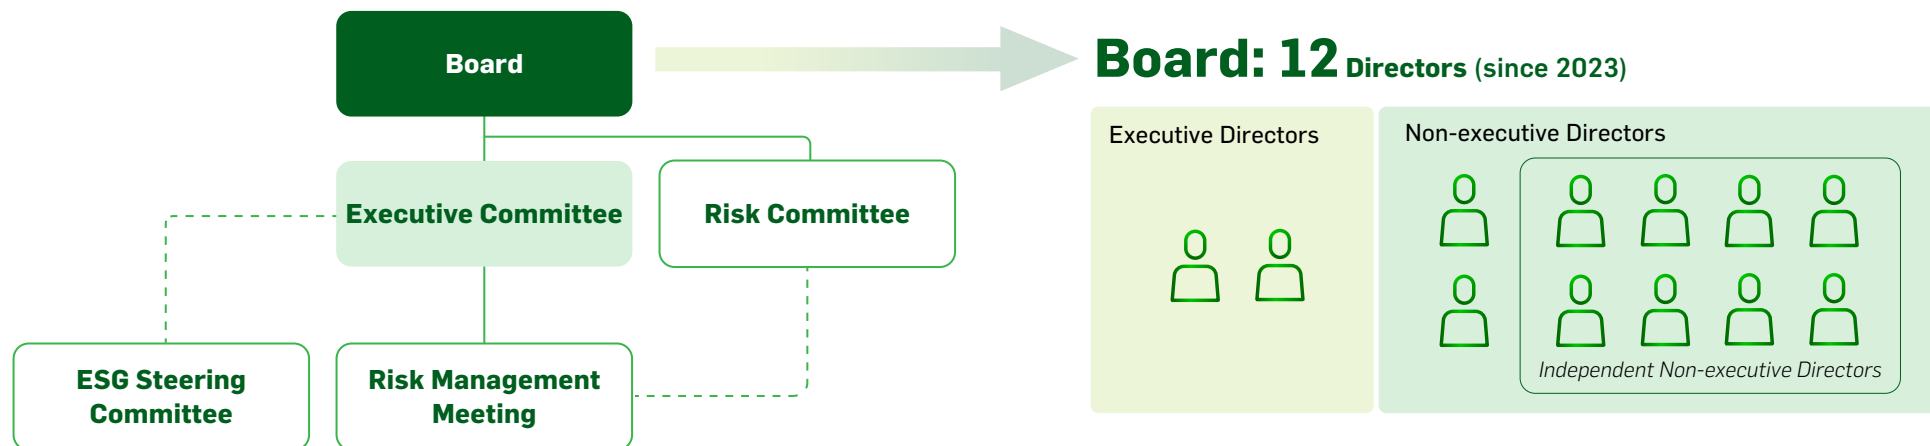 Board
Executive Committee
Risk Committee
ESG Steering
Committee
Risk Management
Meeting
Board: 12 Directors (since 2023)
Executive Directors
Non-executive Directors
Independent Non-executive Directors